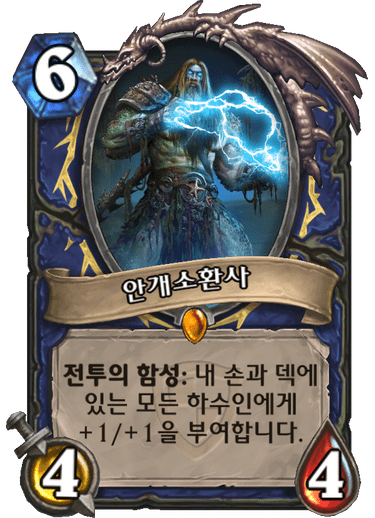 6
안개소환사
전투의 함성: 내 손과 덱에
있는 모든 하수인에게
+1/+1을 부여합니다.
4
4